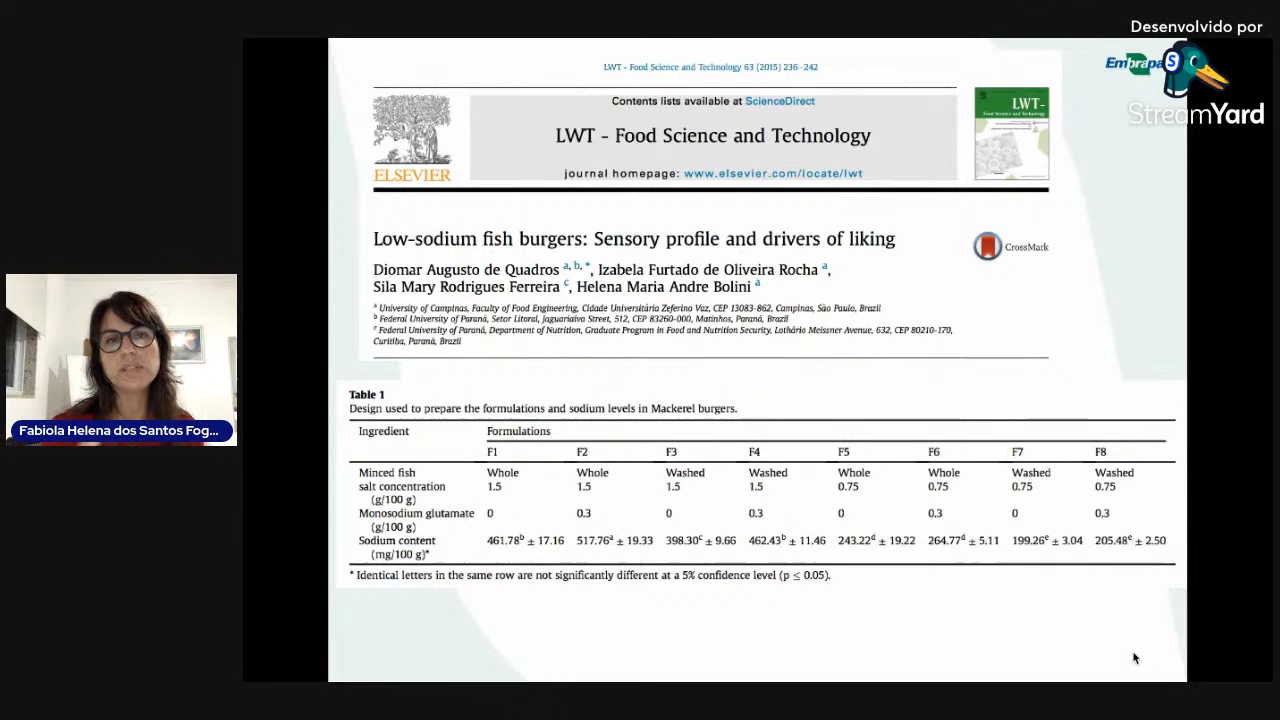 Desenvolvido por
StreamYard
Embrapa
LWT - Food Science and Technology 63 (2015) 236–242
Contents lists available at ScienceDirect
LWT - Food Science and Technology
journal homepage: www.elsevier.com/locate/lwt
ELSEVIER
LWT-
Food Science and Technology
Low-sodium fish burgers: Sensory profile and drivers of liking
CrossMark
Diomar Augusto de Quadros a, b, *, Izabela Furtado de Oliveira Rocha a,
Sila Mary Rodrigues Ferreira c, Helena Maria Andre Bolini a
a University of Campinas, Faculty of Food Engineering, Cidade Universitária Zeferino Vaz, CEP 13083-862, Campinas, São Paulo, Brazil
b Federal University of Paraná, Setor Litoral, Jaguariaíva Street, 512, CEP 83260-000, Matinhos, Paraná, Brazil
c Federal University of Paraná, Department of Nutrition, Graduate Program in Food and Nutrition Security, Lothário Meissner Avenue, 632, CEP 80210-170,
Curitiba, Paraná, Brazil
Table 1
Design used to prepare the formulations and sodium levels in Mackerel burgers.
Ingredient Formulations
F1 F2 F3 F4 F5 F6 F7 F8
Minced fish Whole Whole Washed Washed Whole Whole Washed Washed
salt concentration 1.5 1.5 1.5 1.5 0.75 0.75 0.75 0.75
(g/100 g)
Monosodium glutamate 0 0.3 0 0.3 0 0.3 0 0.3
(g/100 g)
Sodium content 461.78b ± 17.16 517.76a ± 19.33 398.30c ± 9.66 462.43b ± 11.46 243.22d ± 19.22 264.77d ± 5.11 199.26e ± 3.04 205.48e ± 2.50
(mg/100 g)*
* Identical letters in the same row are not significantly different at a 5% confidence level (p ≤ 0.05).
Fabiola Helena dos Santos Fog...